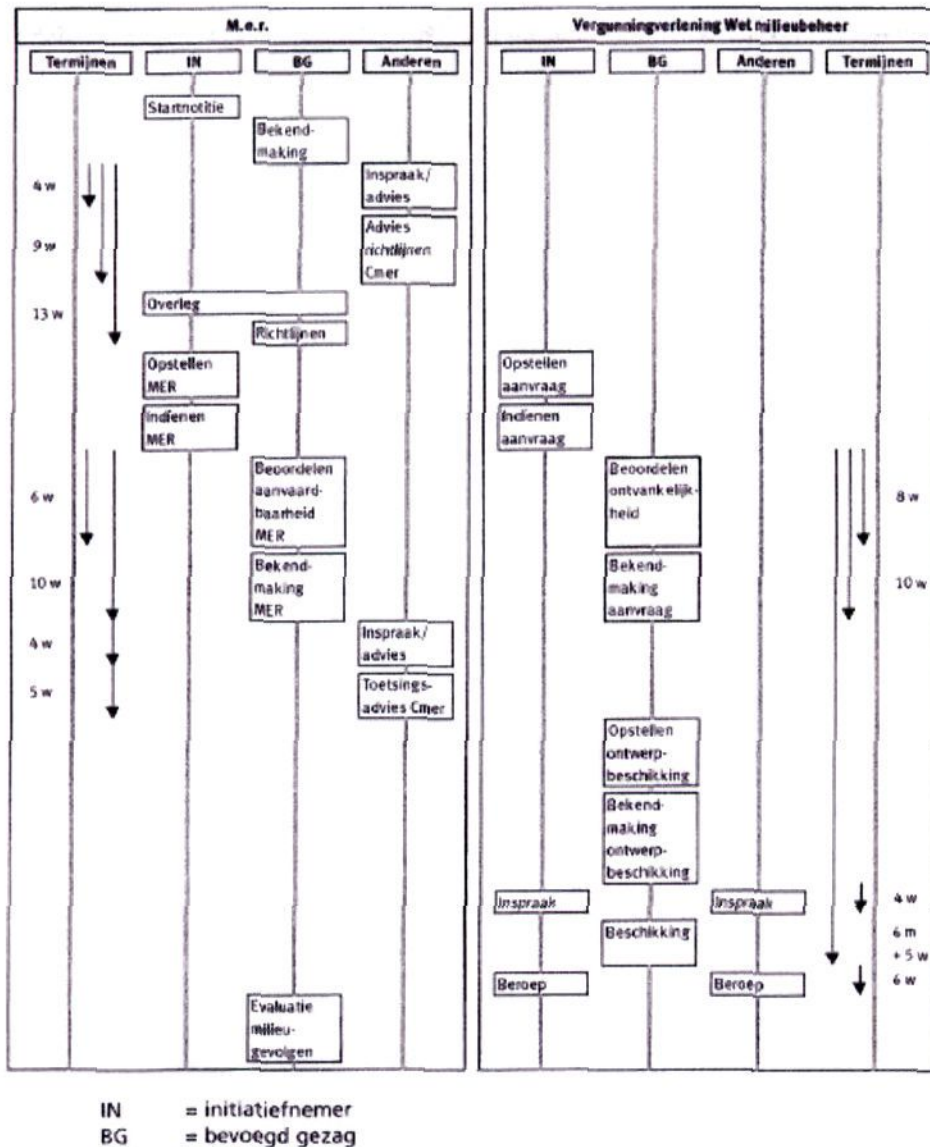 M.e.r.
Termijnen
IN
BG
Anderen
Startnotitie
Bekend-
making
4 w
Inspraak/
advies
9 w
Advies
richtlijnen
Cmer
13 w
Overleg
Richtlijnen
Opstellen
MER
Indienen
MER
6 w
Beoordelen
aanvaard-
baarheid
MER
10 w
Bekend-
making
MER
4 w
Inspraak/
advies
5 w
Toetsings-
advies Cmer
Evaluatie
milieu-
gevolgen
Vergunningverlening Wet milieubeheer
IN
BG
Anderen
Termijnen
Opstellen
aanvraag
Indienen
aanvraag
Beoordelen
ontvankelijk-
heid
8 w
Bekend-
making
aanvraag
10 w
Opstellen
ontwerp-
beschikking
Bekend-
making
ontwerp-
beschikking
Inspraak
Inspraak
4 w
Beschikking
6 m
+ 5 w
Beroep
Beroep
6 w
IN = initiatiefnemer
BG = bevoegd gezag